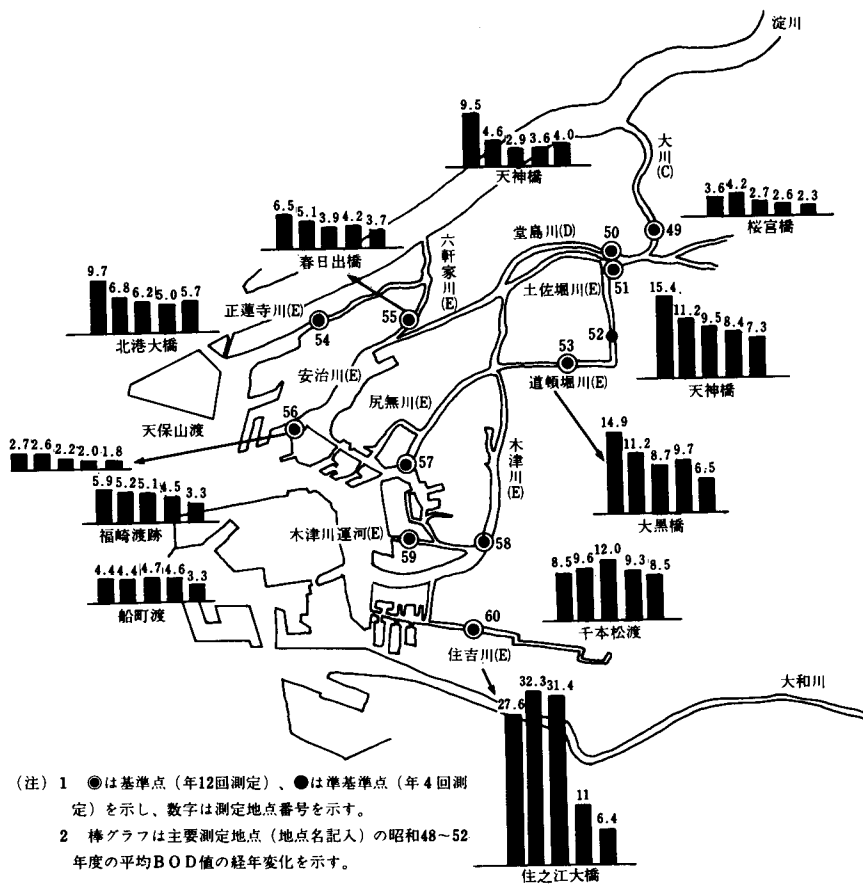 淀川
9.5 4.6 2.9 3.6 4.0
天神橋
大川(C)
3.6 4.2 2.7 2.6 2.3
桜宮橋
6.5 5.1 3.9 4.2 3.7
春日出橋
六軒家川(E)
堂島川(D)
50
49
9.7 6.8 6.2 5.0 5.7
北港大橋
正蓮寺川(E)
54
55
土佐堀川(E)
51
52
15.4 11.2 9.5 8.4 7.3
天神橋
53
道頓堀川(E)
安治川(E)
尻無川(E)
天保山渡
56
2.7 2.6 2.2 2.0 1.8
57
木津川(E)
14.9 11.2 8.7 9.7 6.5
大黒橋
5.9 5.2 5.1 4.5 3.3
福崎渡跡
木津川運河(E)
59
58
4.4 4.4 4.7 4.6 3.3
船町渡
8.5 9.6 12.0 9.3 8.5
千本松渡
60
住吉川(E)
大和川
27.6 32.3 31.4 11 6.4
住之江大橋
(注) 1 ◉は基準点(年12回測定)、●は準基準点(年4回測
定)を示し、数字は測定地点番号を示す。
2 棒グラフは主要測定地点(地点名記入)の昭和48~52
年度の平均BOD値の経年変化を示す。